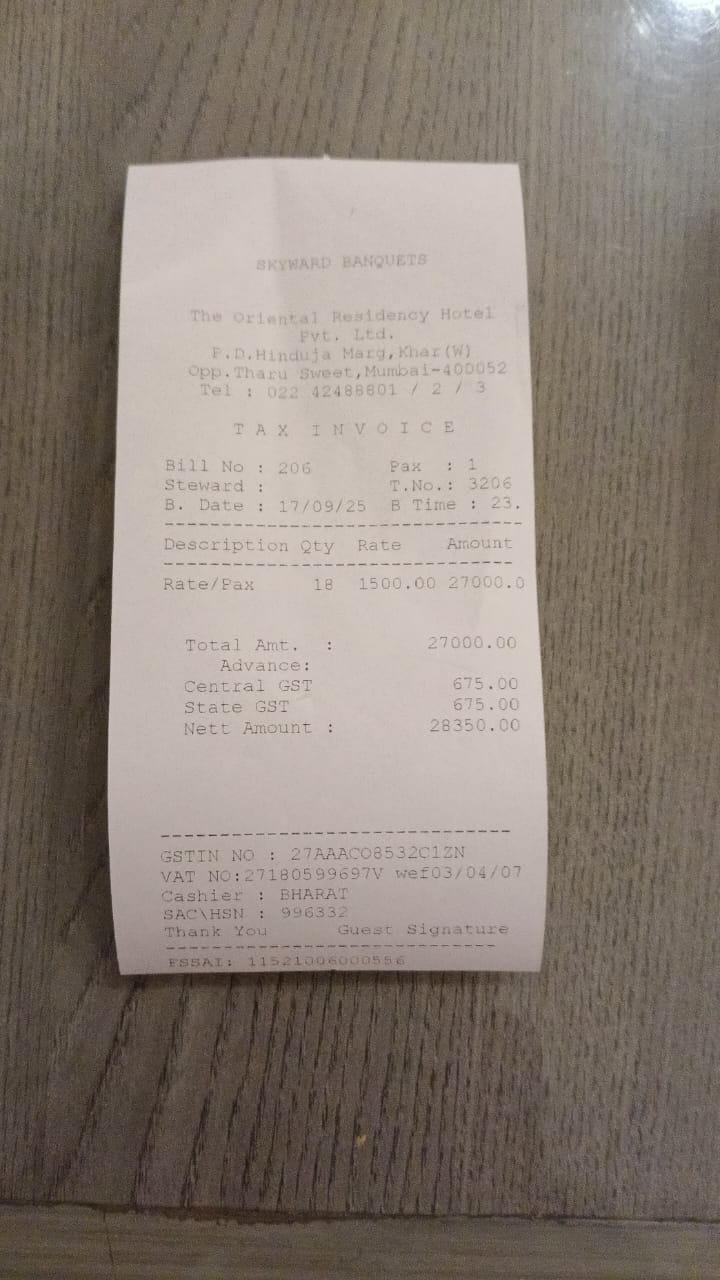 SKYWARD BANQUETS
The Oriental Residency Hotel
Pvt. Ltd.
P.D.Hinduja Marg,Khar(W)
Opp.Tharu Sweet,Mumbai-400052
Tel : 022 42488801 / 2 / 3
T A X  I N V O I C E
Bill No : 206 Pax : 1
Steward : T.No.: 3206
B. Date : 17/09/25 B Time : 23.
Description Qty Rate Amount
Rate/Pax 18 1500.00 27000.0
Total Amt. : 27000.00
Advance:
Central GST 675.00
State GST 675.00
Nett Amount : 28350.00
GSTIN NO : 27AAACO8532C1ZN
VAT NO:27180599697V wef03/04/07
Cashier : BHARAT
SAC\HSN : 996332
Thank You Guest Signature
FSSAI: 11521006000556